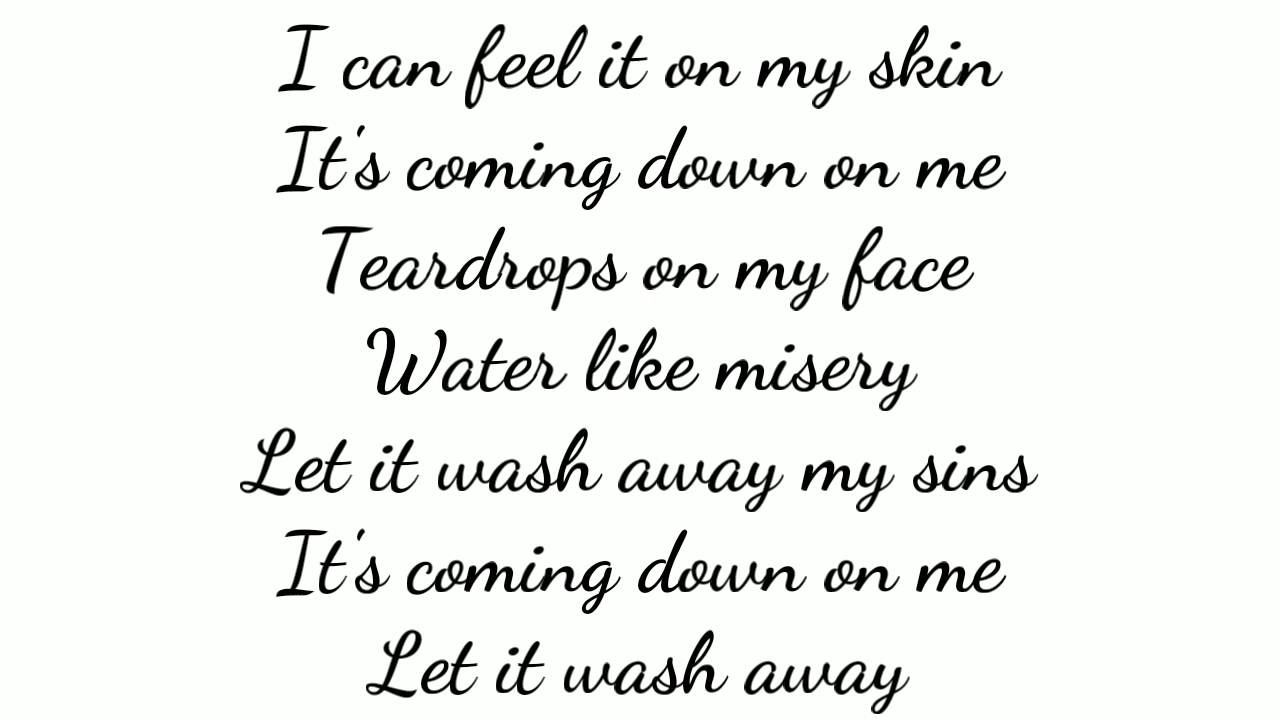 I can feel it on my skin
It's coming down on me
Teardrops on my face
Water like misery
Let it wash away my sins
It's coming down on me
Let it wash away